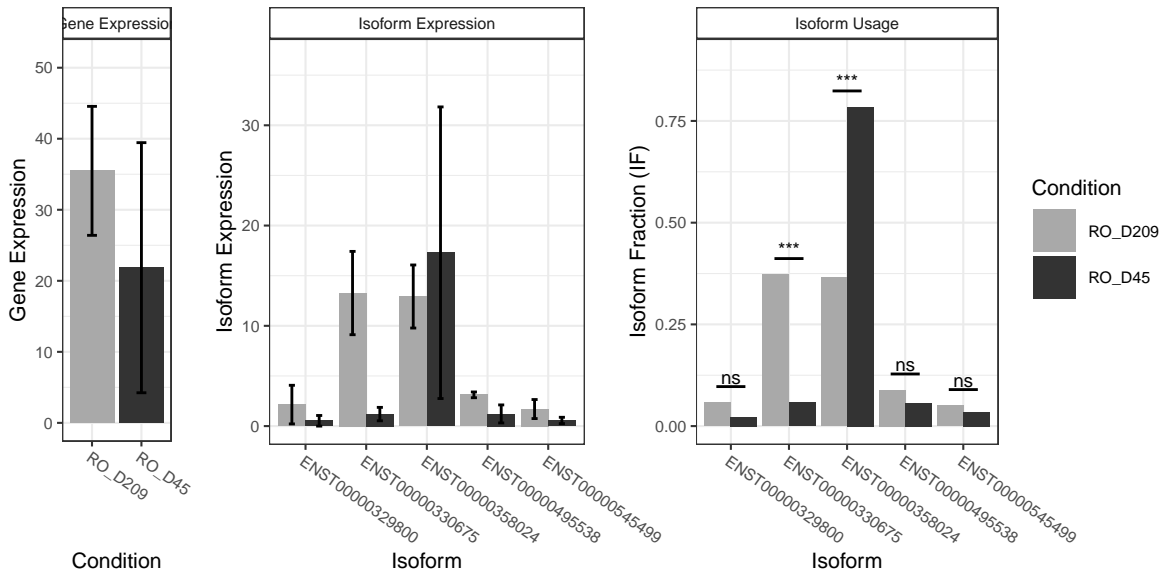 Gene Expression
Isoform Expression
Isoform Usage
Gene Expression
50
40
30
20
10
0
RO_D209
RO_D45
Condition
Isoform Expression
30
20
10
0
ENST00000329800
ENST00000330675
ENST00000358024
ENST00000495538
ENST00000545499
Isoform
Isoform Fraction (IF)
0.75
0.50
0.25
0.00
ns
***
***
ns
ns
ENST00000329800
ENST00000330675
ENST00000358024
ENST00000495538
ENST00000545499
Isoform
Condition
RO_D209
RO_D45